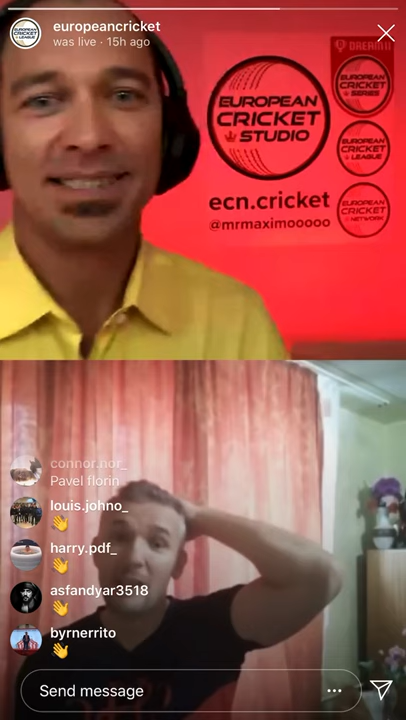 europeancricket
was live · 15h ago
DREAM11
EUROPEAN
CRICKET
STUDIO
EUROPEAN
CRICKET
SERIES
EUROPEAN
CRICKET
LEAGUE
EUROPEAN
CRICKET
NETWORK
ecn.cricket
@mrmaximooooo
connor.nor_
Pavel florin
louis.johno_
👋
harry.pdf_
👋
asfandyar3518
👋
byrnerrito
👋
Send message